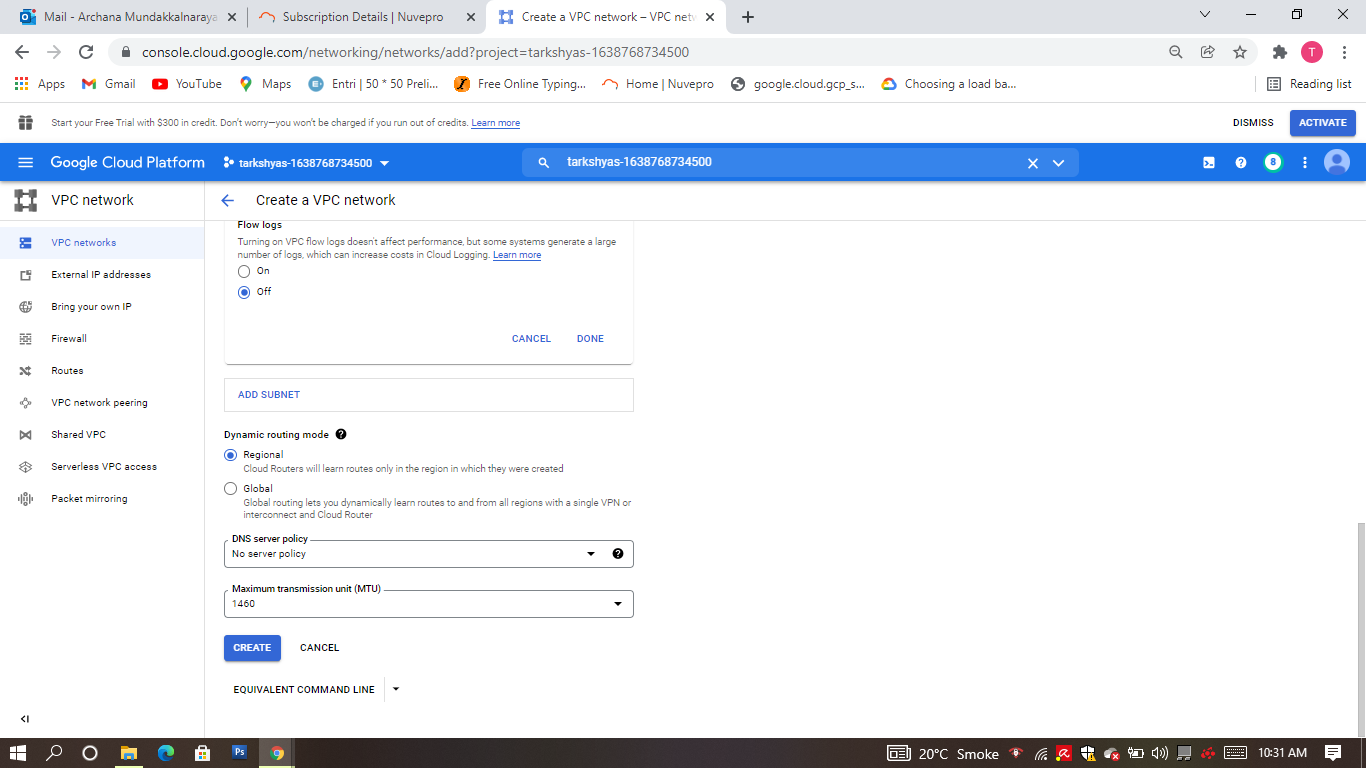 Mail - Archana Mundakkalnaraya
Subscription Details | Nuvepro
Create a VPC network – VPC netw
console.cloud.google.com/networking/networks/add?project=tarkshyas-1638768734500
T
Apps
Gmail
YouTube
Maps
Entri | 50 * 50 Preli...
Free Online Typing...
Home | Nuvepro
google.cloud.gcp_s...
Choosing a load ba...
Reading list
Start your Free Trial with $300 in credit. Don't worry—you won't be charged if you run out of credits. Learn more
DISMISS
ACTIVATE
Google Cloud Platform
tarkshyas-1638768734500
tarkshyas-1638768734500
8
VPC network
Create a VPC network
VPC networks
External IP addresses
Bring your own IP
Firewall
Routes
VPC network peering
Shared VPC
Serverless VPC access
Packet mirroring
Flow logs
Turning on VPC flow logs doesn't affect performance, but some systems generate a large
number of logs, which can increase costs in Cloud Logging. Learn more
On
Off
CANCEL
DONE
ADD SUBNET
Dynamic routing mode
Regional
Cloud Routers will learn routes only in the region in which they were created
Global
Global routing lets you dynamically learn routes to and from all regions with a single VPN or
interconnect and Cloud Router
DNS server policy
No server policy
Maximum transmission unit (MTU)
1460
CREATE
CANCEL
EQUIVALENT COMMAND LINE
Ps
20°C Smoke
10:31 AM